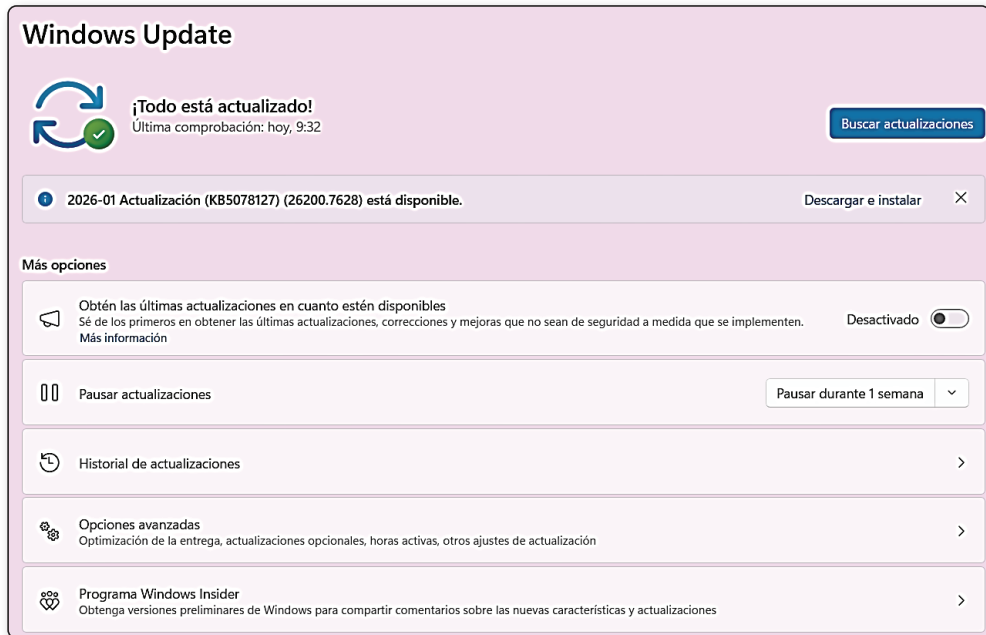 Windows Update
¡Todo está actualizado!
Última comprobación: hoy, 9:32
Buscar actualizaciones
2026-01 Actualización (KB5078127) (26200.7628) está disponible.
Descargar e instalar
Más opciones
Obtén las últimas actualizaciones en cuanto estén disponibles
Sé de los primeros en obtener las últimas actualizaciones, correcciones y mejoras que no sean de seguridad a medida que se implementen.
Más información
Desactivado
Pausar actualizaciones
Pausar durante 1 semana
Historial de actualizaciones
Opciones avanzadas
Optimización de la entrega, actualizaciones opcionales, horas activas, otros ajustes de actualización
Programa Windows Insider
Obtenga versiones preliminares de Windows para compartir comentarios sobre las nuevas características y actualizaciones